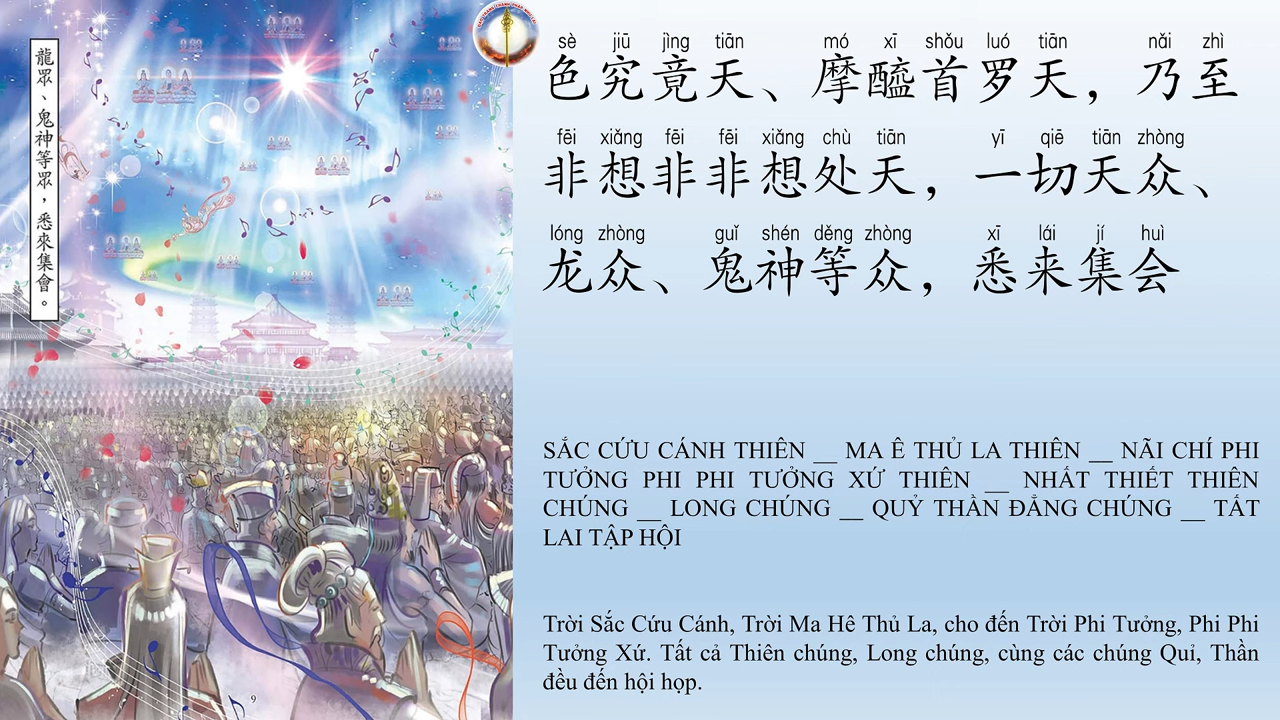 龍眾、鬼神等眾，悉來集會。
sè jiū jìng tiān mó xī shǒu luó tiān nǎi zhì
色究竟天、摩醯首罗天，乃至
fēi xiǎng fēi fēi xiǎng chù tiān yī qiē tiān zhòng
非想非非想处天，一切天众、
lóng zhòng guǐ shén děng zhòng xī lái jí huì
龙众、鬼神等众，悉来集会
SẮC CỨU CÁNH THIÊN __ MA Ê THỦ LA THIÊN __ NÃI CHÍ PHI
TƯỞNG PHI PHI TƯỞNG XỨ THIÊN __ NHẤT THIẾT THIÊN
CHÚNG __ LONG CHÚNG __ QUỶ THẦN ĐẲNG CHÚNG __ TẤT
LAI TẬP HỘI
Trời Sắc Cứu Cánh, Trời Ma Hê Thủ La, cho đến Trời Phi Tưởng, Phi Phi
Tưởng Xứ. Tất cả Thiên chúng, Long chúng, cùng các chúng Quỉ, Thần
đều đến hội họp.
9